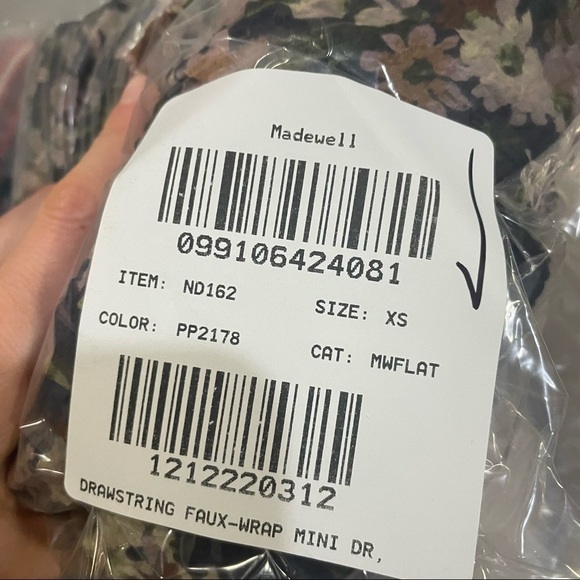 Madewell
099106424081
ITEM: ND162 SIZE: XS
COLOR: PP2178 CAT: MWFLAT
1212220312
DRAWSTRING FAUX-WRAP MINI DR,